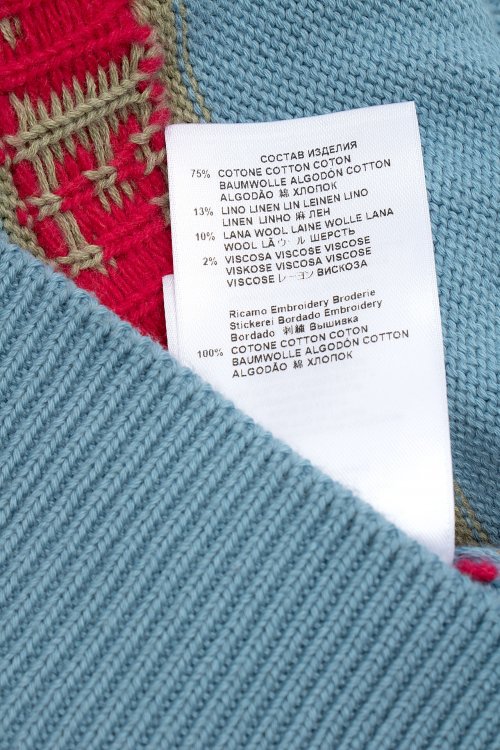 СОСТАВ ИЗДЕЛИЯ
75% COTONE COTTON COTON
BAUMWOLLE ALGODÓN COTTON
ALGODÃO 綿 ХЛОПОК
13% LINO LINEN LIN LEINEN LINO
LINEN LINHO 麻 ЛЕН
10% LANA WOOL LAINE WOLLE LANA
WOOL LÃ ウール ШЕРСТЬ
2% VISCOSA VISCOSE VISCOSE
VISKOSE VISCOSA VISCOSE
VISCOSE レーヨン ВИСКОЗА
Ricamo Embroidery Broderie
Stickerei Bordado Embroidery
Bordado 刺繍 Вышивка
100% COTONE COTTON COTON
BAUMWOLLE ALGODÓN COTTON
ALGODÃO 綿 ХЛОПОК